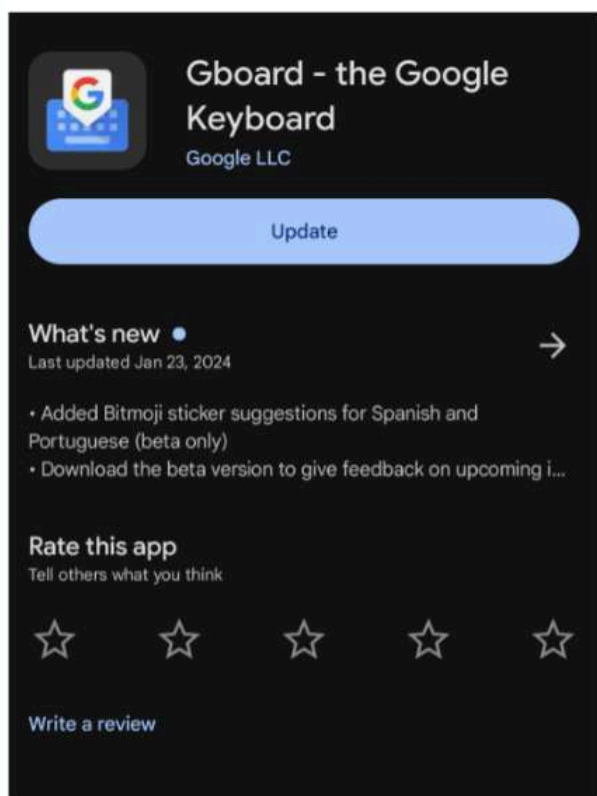 Gboard - the Google
Keyboard
Google LLC
Update
What's new
Last updated Jan 23, 2024
• Added Bitmoji sticker suggestions for Spanish and
Portuguese (beta only)
• Download the beta version to give feedback on upcoming i...
Rate this app
Tell others what you think
Write a review